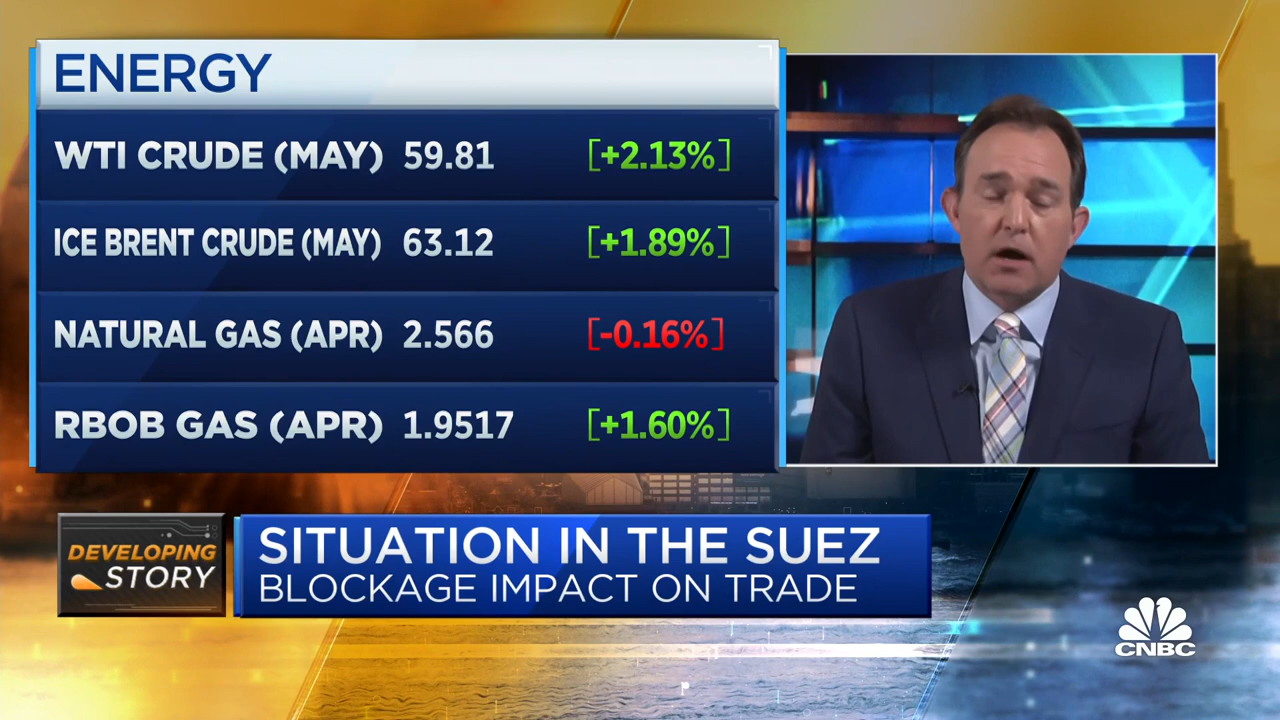 ENERGY
WTI CRUDE (MAY) 59.81 [+2.13%]
ICE BRENT CRUDE (MAY) 63.12 [+1.89%]
NATURAL GAS (APR) 2.566 [-0.16%]
RBOB GAS (APR) 1.9517 [+1.60%]
DEVELOPING
STORY
SITUATION IN THE SUEZ
BLOCKAGE IMPACT ON TRADE
CNBC
P